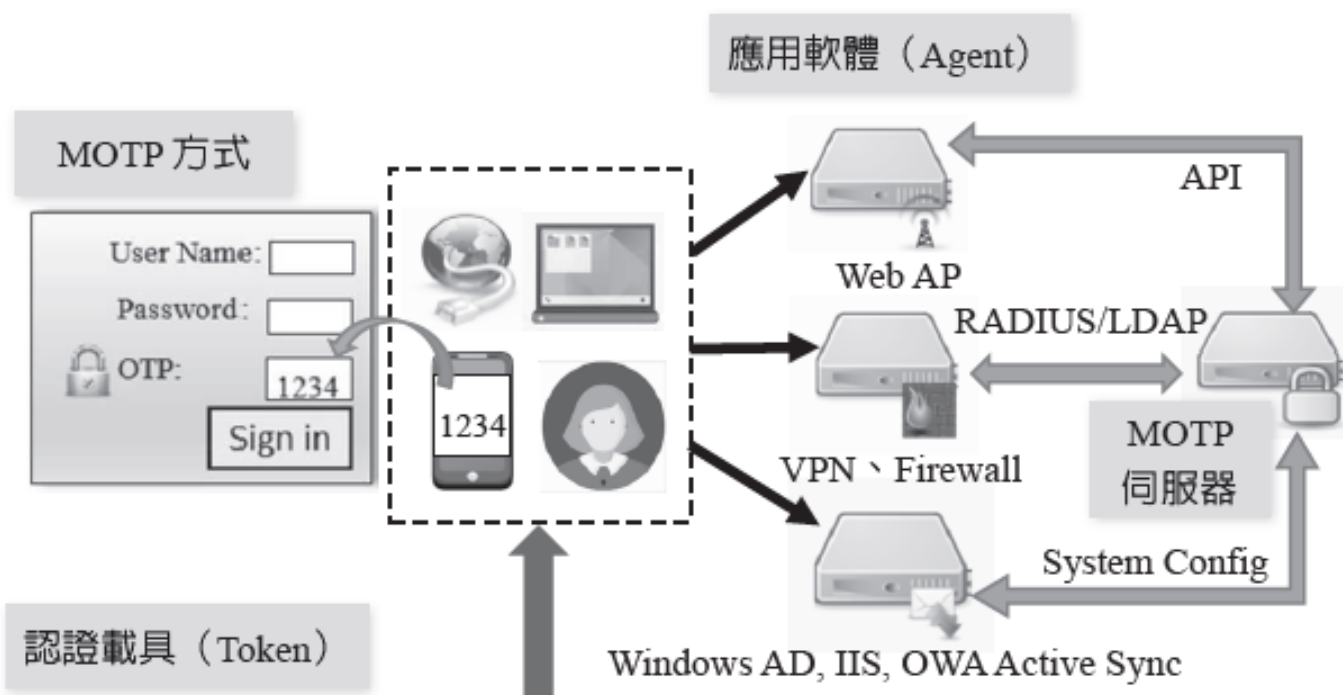 應用軟體（Agent）
MOTP 方式
User Name:
Password:
OTP:
1234
Sign in
1234
API
Web AP
RADIUS/LDAP
VPN、Firewall
MOTP
伺服器
System Config
認證載具（Token）
Windows AD, IIS, OWA Active Sync